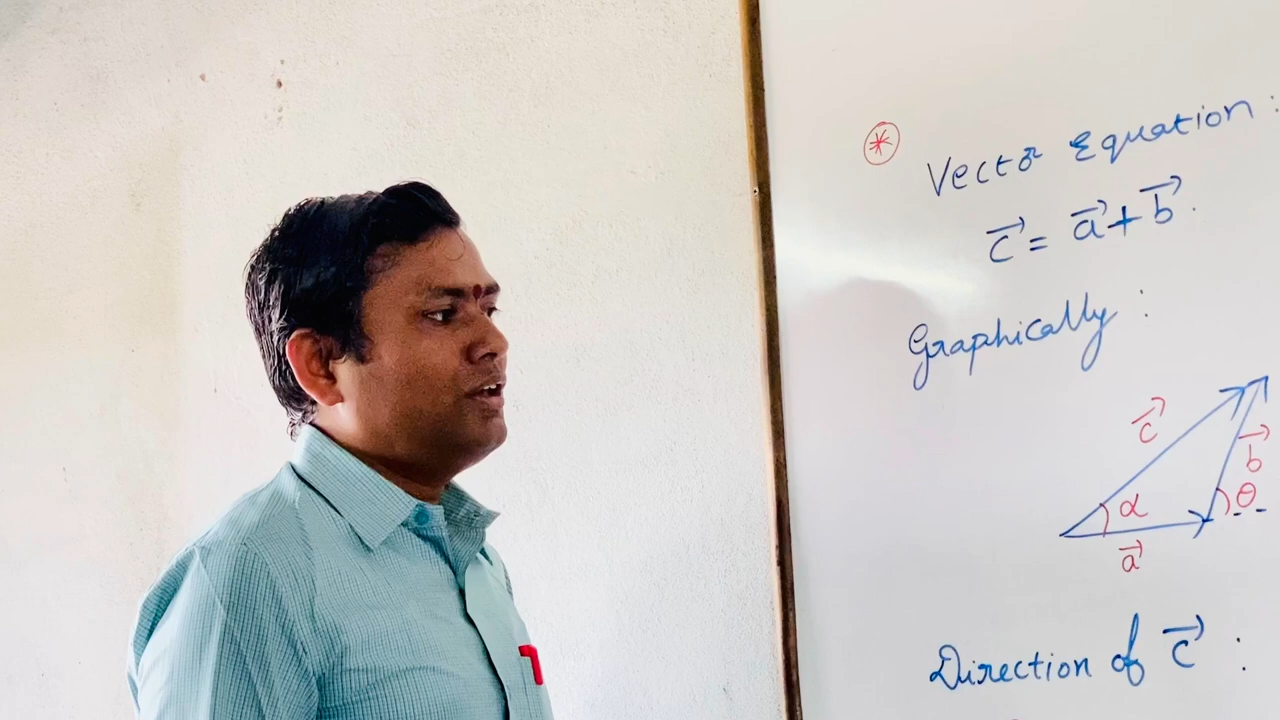 * Vector Equation :
c⃗ = a⃗ + b⃗.
Graphically :
c⃗
b⃗
α
θ
a⃗
Direction of c⃗ :